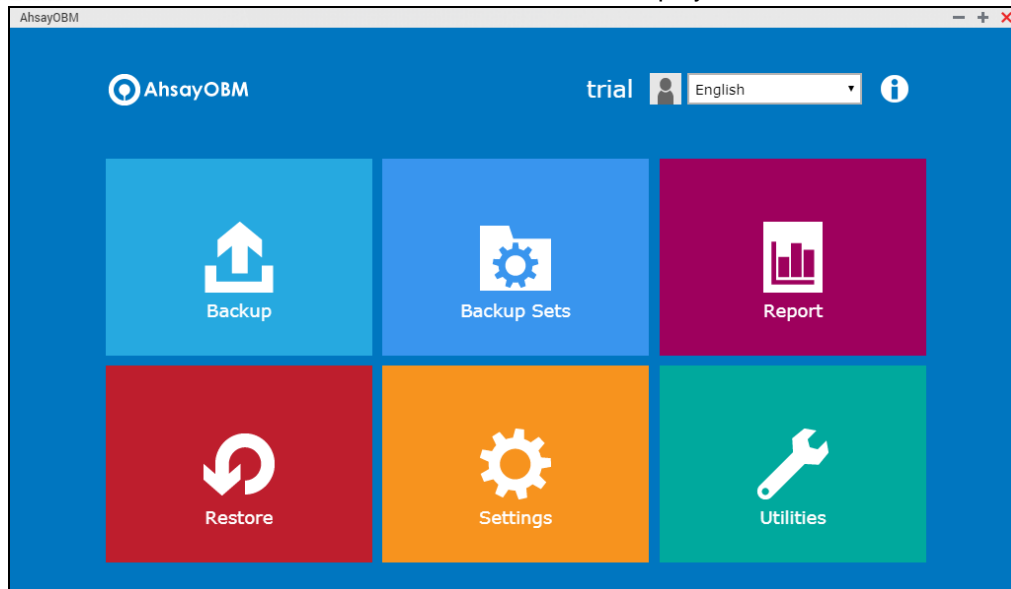 AhsayOBM
AhsayOBM
trial
English
Backup
Backup Sets
Report
Restore
Settings
Utilities